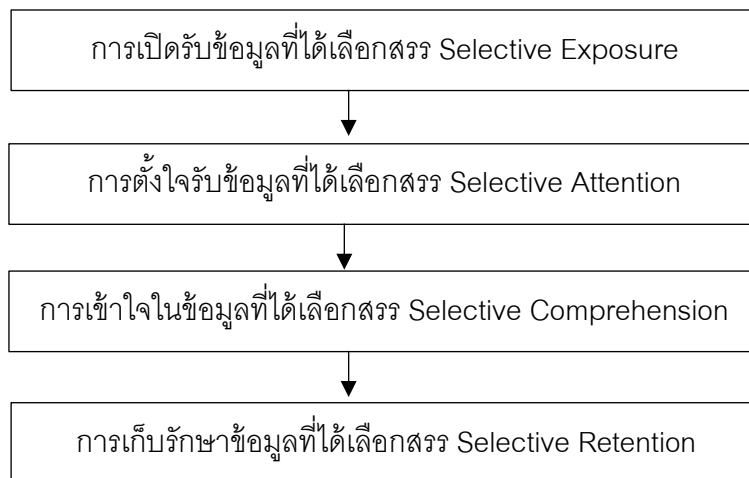 การเปิดรับข้อมูลที่ได้เลือกสรร Selective Exposure
การตั้งใจรับข้อมูลที่ได้เลือกสรร Selective Attention
การเข้าใจในข้อมูลที่ได้เลือกสรร Selective Comprehension
การเก็บรักษาข้อมูลที่ได้เลือกสรร Selective Retention